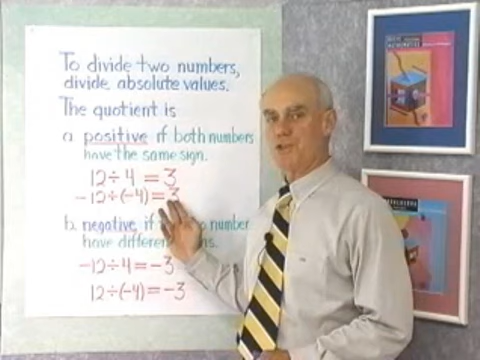 To divide two numbers,
divide absolute values.
The quotient is
a. positive if both numbers
have the same sign.
12 ÷ 4 = 3
-12 ÷ (-4) = 3
b. negative if number
have
-12 ÷ 4 = -3
12 ÷ (-4) = -3
MATHEMATICS